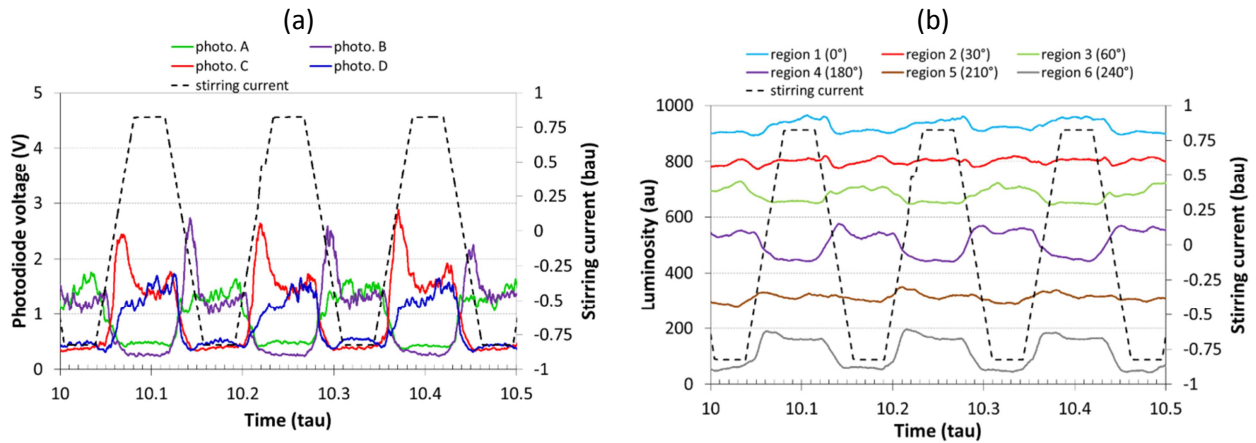 (a)
photo. A photo. B
photo. C photo. D
stirring current
Photodiode voltage (V)
5
4
3
2
1
0
1
0.75
0.5
0.25
0
-0.25
-0.5
-0.75
-1
Stirring current (bau)
10 10.1 10.2 10.3 10.4 10.5
Time (tau)
(b)
region 1 (0°) region 2 (30°) region 3 (60°)
region 4 (180°) region 5 (210°) region 6 (240°)
stirring current
Luminosity (au)
1000
800
600
400
200
0
1
0.75
0.5
0.25
0
-0.25
-0.5
-0.75
-1
Stirring current (bau)
10 10.1 10.2 10.3 10.4 10.5
Time (tau)